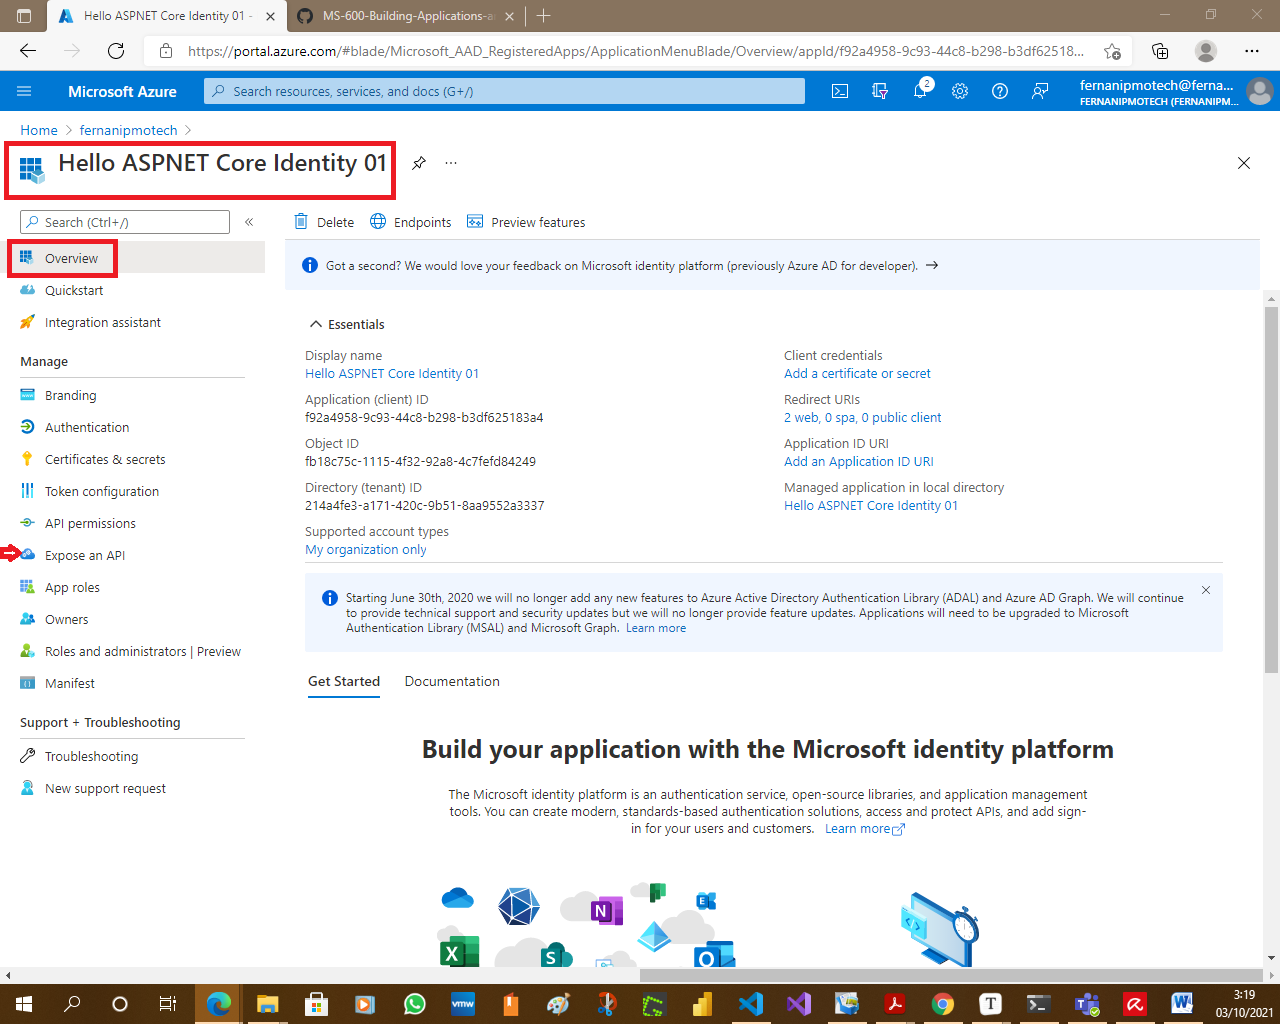 Hello ASPNET Core Identity 01 -
MS-600-Building-Applications-a
https://portal.azure.com/#blade/Microsoft_AAD_RegisteredApps/ApplicationMenuBlade/Overview/appId/f92a4958-9c93-44c8-b298-b3df62518...
Microsoft Azure
Search resources, services, and docs (G+/)
2
fernanipmotech@ferna...
FERNANIPMOTECH (FERNANIPM...
Home > fernanipmotech >
Hello ASPNET Core Identity 01
...
Search (Ctrl+/)
«
Delete
Endpoints
Preview features
Overview
Quickstart
Integration assistant
Manage
Branding
Authentication
Certificates & secrets
Token configuration
API permissions
Expose an API
App roles
Owners
Roles and administrators | Preview
Manifest
Support + Troubleshooting
Troubleshooting
New support request
Got a second? We would love your feedback on Microsoft identity platform (previously Azure AD for developer). →
Essentials
Display name
Hello ASPNET Core Identity 01
Application (client) ID
f92a4958-9c93-44c8-b298-b3df625183a4
Object ID
fb18c75c-1115-4f32-92a8-4c7fefd84249
Directory (tenant) ID
214a4fe3-a171-420c-9b51-8aa9552a3337
Supported account types
My organization only
Client credentials
Add a certificate or secret
Redirect URIs
2 web, 0 spa, 0 public client
Application ID URI
Add an Application ID URI
Managed application in local directory
Hello ASPNET Core Identity 01
Starting June 30th, 2020 we will no longer add any new features to Azure Active Directory Authentication Library (ADAL) and Azure AD Graph. We will continue
to provide technical support and security updates but we will no longer provide feature updates. Applications will need to be upgraded to Microsoft
Authentication Library (MSAL) and Microsoft Graph. Learn more
Get Started
Documentation
Build your application with the Microsoft identity platform
The Microsoft identity platform is an authentication service, open-source libraries, and application management
tools. You can create modern, standards-based authentication solutions, access and protect APIs, and add sign-
in for your users and customers. Learn more
N
E
X
S
O
vmw
T
W
3:19
03/10/2021